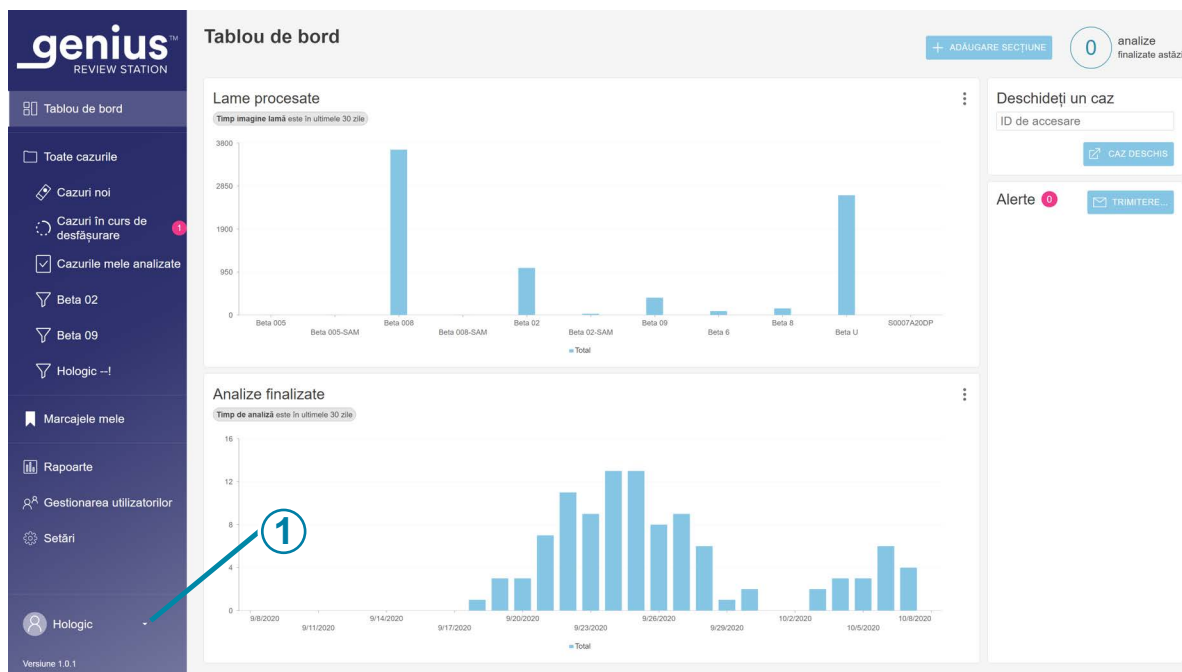 genius™
REVIEW STATION
Tablou de bord
Toate cazurile
Cazuri noi
Cazuri în curs de
desfășurare
1
Cazurile mele analizate
Beta 02
Beta 09
Hologic --!
Marcajele mele
Rapoarte
Gestionarea utilizatorilor
Setări
Hologic
Versiune 1.0.1
Tablou de bord
+ ADĂUGARE SECȚIUNE
0
analize
finalizate astăzi
Lame procesate
Timp imagine lamă este în ultimele 30 zile
3800
2850
1900
950
0
Beta 005
Beta 005-SAM
Beta 008
Beta 008-SAM
Beta 02
Beta 02-SAM
Beta 09
Beta 6
Beta 8
Beta U
S0007A20DP
Total
Deschideți un caz
ID de accesare
CAZ DESCHIS
Alerte 0
TRIMITERE...
Analize finalizate
Timp de analiză este în ultimele 30 zile
16
12
8
4
0
9/8/2020
9/11/2020
9/14/2020
9/17/2020
9/20/2020
9/23/2020
9/26/2020
9/29/2020
10/2/2020
10/5/2020
10/8/2020
Total
1